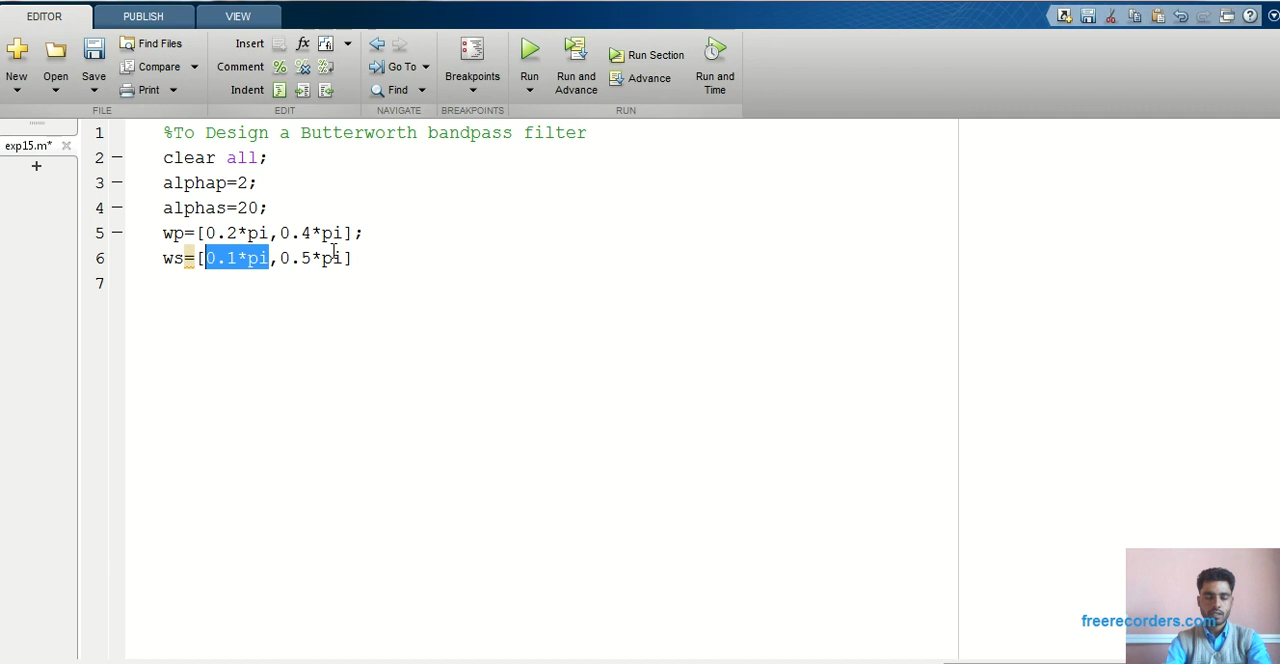 EDITOR PUBLISH VIEW
New Open Save Find Files Compare Print FILE
Insert fx Comment Indent EDIT
Go To Find NAVIGATE
Breakpoints BREAKPOINTS
Run Run and Advance Run Section Advance Run and Time RUN
exp15.m*
1 %To Design a Butterworth bandpass filter
2 clear all;
3 alphap=2;
4 alphas=20;
5 wp=[0.2*pi,0.4*pi];
6 ws=[0.1*pi,0.5*pi]
7
freerecorders.com